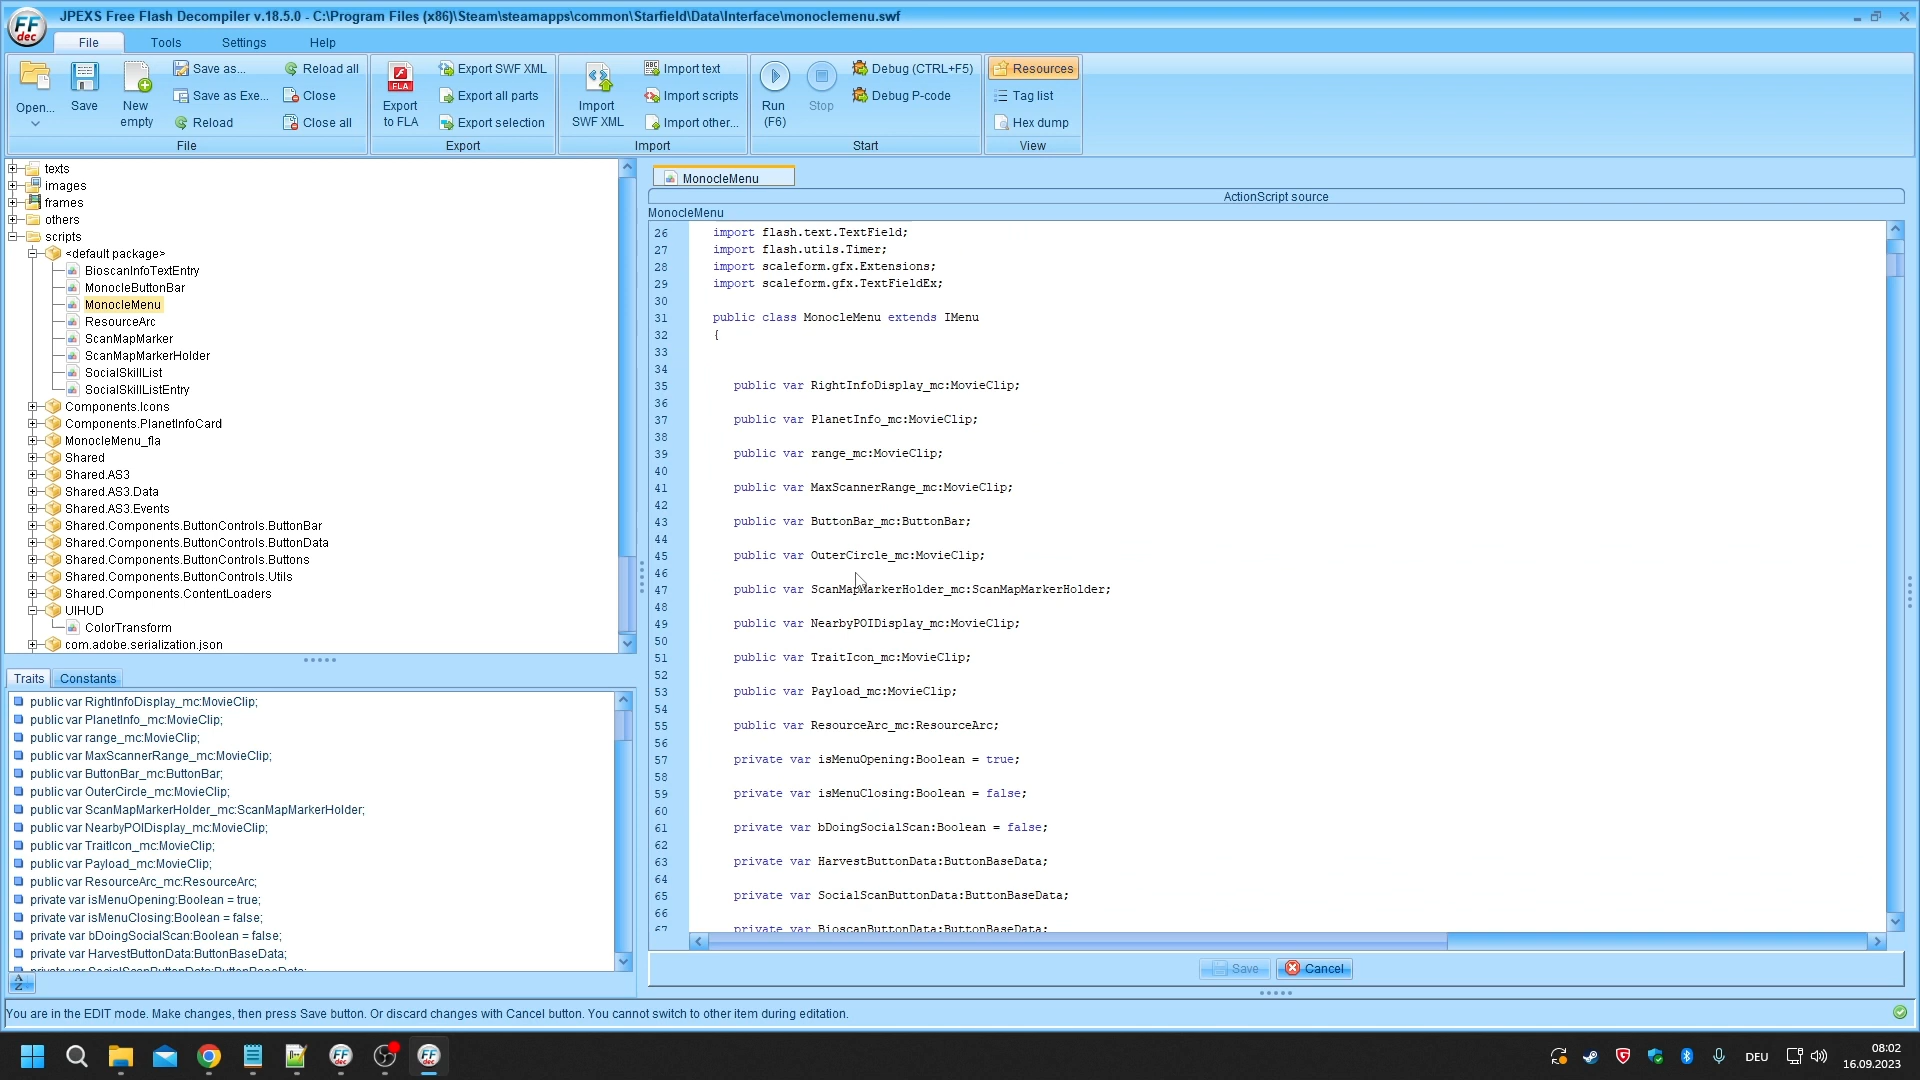 JPEXS Free Flash Decompiler v.18.5.0 - C:\Program Files (x86)\Steam\steamapps\common\Starfield\Data\Interface\monoclemenu.swf
FF
dec
File
Tools
Settings
Help
Open...
Save
New
empty
Save as...
Save as Exe...
Reload
Reload all
Close
Close all
File
FLA
Export
to FLA
Export SWF XML
Export all parts
Export selection
Export
Import
SWF XML
Import text
Import scripts
Import other...
Import
Run
(F6)
Stop
Debug (CTRL+F5)
Debug P-code
Start
Resources
Tag list
Hex dump
View
texts
images
frames
others
scripts
<default package>
BioscanInfoTextEntry
MonocleButtonBar
MonocleMenu
ResourceArc
ScanMapMarker
ScanMapMarkerHolder
SocialSkillList
SocialSkillListEntry
Components.Icons
Components.PlanetInfoCard
MonocleMenu_fla
Shared
Shared.AS3
Shared.AS3.Data
Shared.AS3.Events
Shared.Components.ButtonControls.ButtonBar
Shared.Components.ButtonControls.ButtonData
Shared.Components.ButtonControls.Buttons
Shared.Components.ButtonControls.Utils
Shared.Components.ContentLoaders
UIHUD
ColorTransform
com.adobe.serialization.json
Traits
Constants
public var RightInfoDisplay_mc:MovieClip;
public var PlanetInfo_mc:MovieClip;
public var range_mc:MovieClip;
public var MaxScannerRange_mc:MovieClip;
public var ButtonBar_mc:ButtonBar;
public var OuterCircle_mc:MovieClip;
public var ScanMapMarkerHolder_mc:ScanMapMarkerHolder;
public var NearbyPOIDisplay_mc:MovieClip;
public var TraitIcon_mc:MovieClip;
public var Payload_mc:MovieClip;
public var ResourceArc_mc:ResourceArc;
private var isMenuOpening:Boolean = true;
private var isMenuClosing:Boolean = false;
private var bDoingSocialScan:Boolean = false;
private var HarvestButtonData:ButtonBaseData;
private var SocialScanButtonData:ButtonBaseData;
MonocleMenu
ActionScript source
MonocleMenu
26 import flash.text.TextField;
27 import flash.utils.Timer;
28 import scaleform.gfx.Extensions;
29 import scaleform.gfx.TextFieldEx;
30
31 public class MonocleMenu extends IMenu
32 {
33
34
35 public var RightInfoDisplay_mc:MovieClip;
36
37 public var PlanetInfo_mc:MovieClip;
38
39 public var range_mc:MovieClip;
40
41 public var MaxScannerRange_mc:MovieClip;
42
43 public var ButtonBar_mc:ButtonBar;
44
45 public var OuterCircle_mc:MovieClip;
46
47 public var ScanMapMarkerHolder_mc:ScanMapMarkerHolder;
48
49 public var NearbyPOIDisplay_mc:MovieClip;
50
51 public var TraitIcon_mc:MovieClip;
52
53 public var Payload_mc:MovieClip;
54
55 public var ResourceArc_mc:ResourceArc;
56
57 private var isMenuOpening:Boolean = true;
58
59 private var isMenuClosing:Boolean = false;
60
61 private var bDoingSocialScan:Boolean = false;
62
63 private var HarvestButtonData:ButtonBaseData;
64
65 private var SocialScanButtonData:ButtonBaseData;
66
67 private var BioscanButtonData:ButtonBaseData;
Save
Cancel
You are in the EDIT mode. Make changes, then press Save button. Or discard changes with Cancel button. You cannot switch to other item during editation.
DEU
08:02
16.09.2023